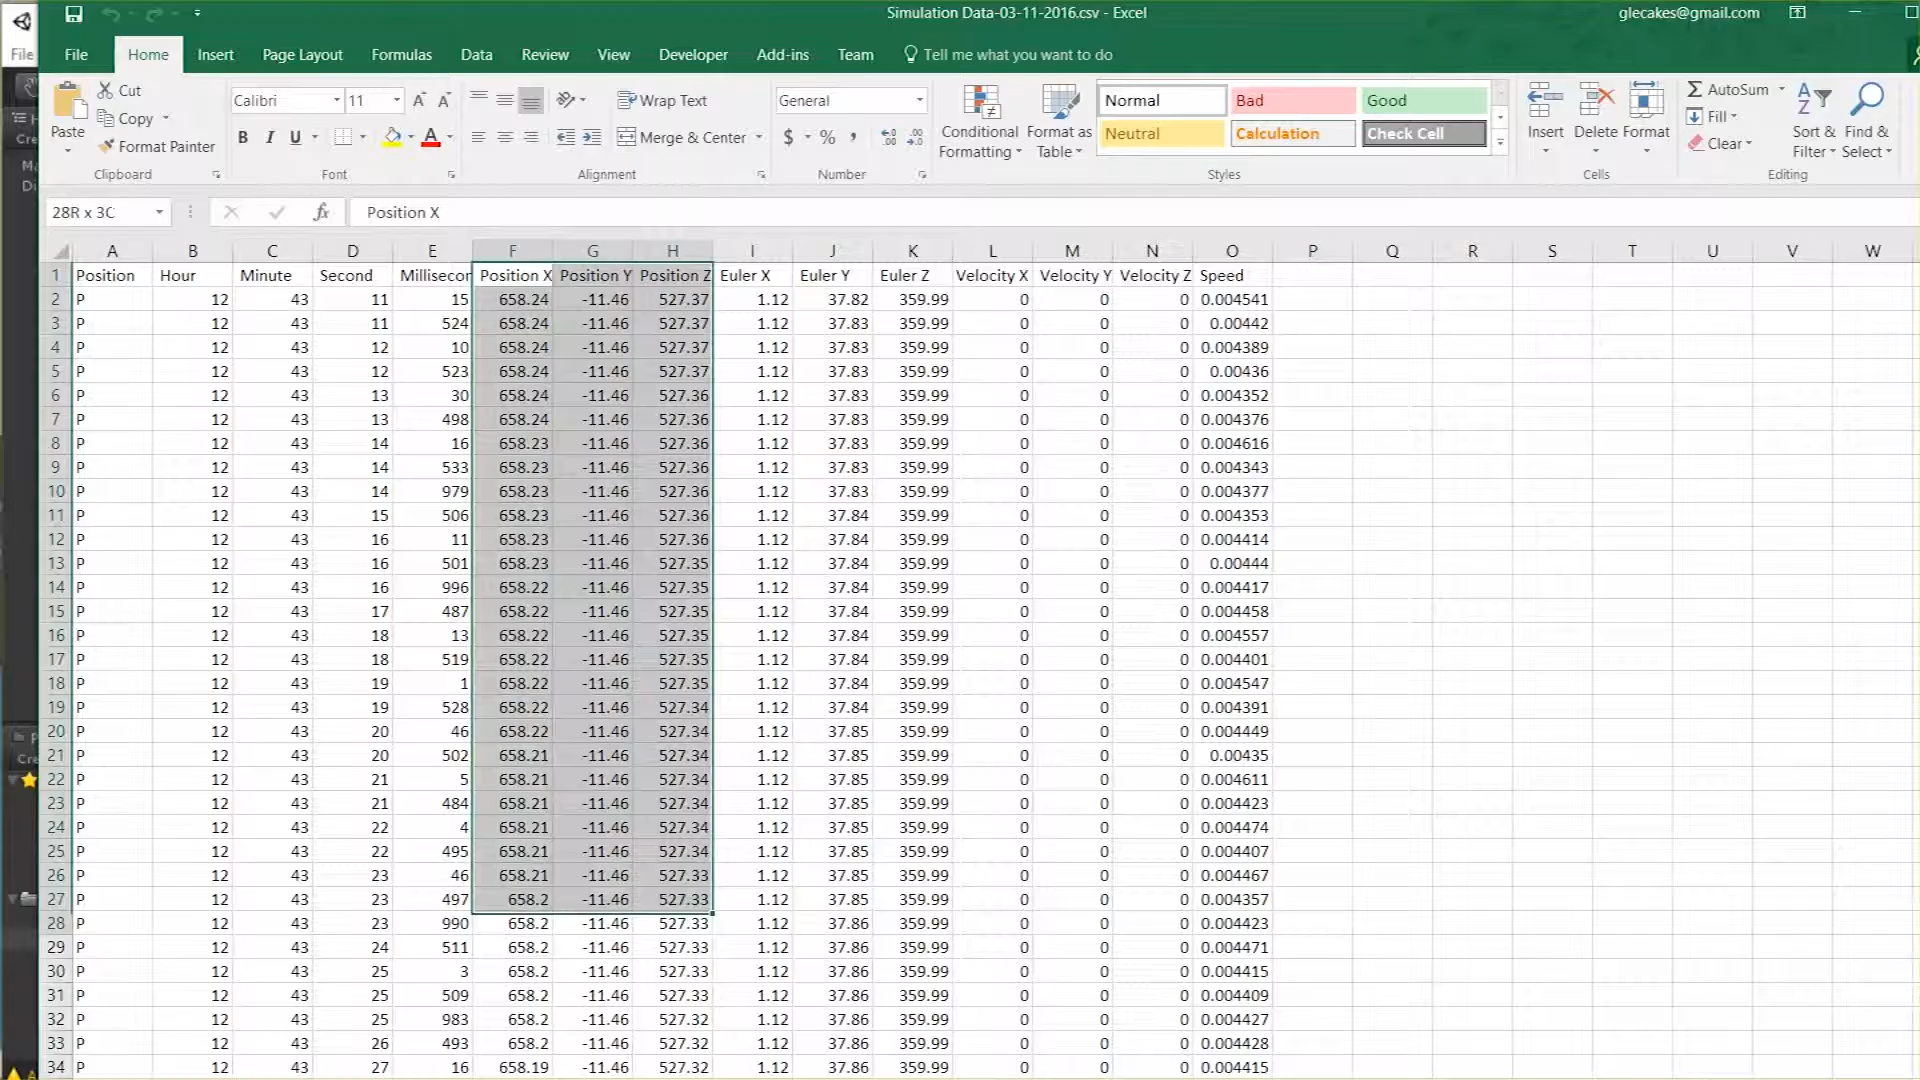 Simulation Data-03-11-2016.csv - Excel
glecakes@gmail.com
File
File Home Insert Page Layout Formulas Data Review View Developer Add-ins Team Tell me what you want to do
Paste
Cut
Copy
Format Painter
Clipboard
Calibri 11
B I U
Font
Wrap Text
Merge & Center
Alignment
General
$ % ,
Number
Conditional Formatting
Format as Table
Normal Bad Good
Neutral Calculation Check Cell
Styles
Insert Delete Format
Cells
AutoSum
Fill
Clear
Sort & Filter
Find & Select
Editing
28R x 3C fx Position X
A B C D E F G H I J K L M N O P Q R S T U V W
1 Position Hour Minute Second Millisecon Position X Position Y Position Z Euler X Euler Y Euler Z Velocity X Velocity Y Velocity Z Speed
2 P 12 43 11 15 658.24 -11.46 527.37 1.12 37.82 359.99 0 0 0 0.004541
3 P 12 43 11 524 658.24 -11.46 527.37 1.12 37.83 359.99 0 0 0 0.00442
4 P 12 43 12 10 658.24 -11.46 527.37 1.12 37.83 359.99 0 0 0 0.004389
5 P 12 43 12 523 658.24 -11.46 527.37 1.12 37.83 359.99 0 0 0 0.00436
6 P 12 43 13 30 658.24 -11.46 527.36 1.12 37.83 359.99 0 0 0 0.004352
7 P 12 43 13 498 658.24 -11.46 527.36 1.12 37.83 359.99 0 0 0 0.004376
8 P 12 43 14 16 658.23 -11.46 527.36 1.12 37.83 359.99 0 0 0 0.004616
9 P 12 43 14 533 658.23 -11.46 527.36 1.12 37.83 359.99 0 0 0 0.004343
10 P 12 43 14 979 658.23 -11.46 527.36 1.12 37.83 359.99 0 0 0 0.004377
11 P 12 43 15 506 658.23 -11.46 527.36 1.12 37.84 359.99 0 0 0 0.004353
12 P 12 43 16 11 658.23 -11.46 527.36 1.12 37.84 359.99 0 0 0 0.004414
13 P 12 43 16 501 658.23 -11.46 527.35 1.12 37.84 359.99 0 0 0 0.00444
14 P 12 43 16 996 658.22 -11.46 527.35 1.12 37.84 359.99 0 0 0 0.004417
15 P 12 43 17 487 658.22 -11.46 527.35 1.12 37.84 359.99 0 0 0 0.004458
16 P 12 43 18 13 658.22 -11.46 527.35 1.12 37.84 359.99 0 0 0 0.004557
17 P 12 43 18 519 658.22 -11.46 527.35 1.12 37.84 359.99 0 0 0 0.004401
18 P 12 43 19 1 658.22 -11.46 527.35 1.12 37.84 359.99 0 0 0 0.004547
19 P 12 43 19 528 658.22 -11.46 527.34 1.12 37.84 359.99 0 0 0 0.004391
20 P 12 43 20 46 658.22 -11.46 527.34 1.12 37.85 359.99 0 0 0 0.004449
21 P 12 43 20 502 658.21 -11.46 527.34 1.12 37.85 359.99 0 0 0 0.00435
22 P 12 43 21 5 658.21 -11.46 527.34 1.12 37.85 359.99 0 0 0 0.004611
23 P 12 43 21 484 658.21 -11.46 527.34 1.12 37.85 359.99 0 0 0 0.004423
24 P 12 43 22 4 658.21 -11.46 527.34 1.12 37.85 359.99 0 0 0 0.004474
25 P 12 43 22 495 658.21 -11.46 527.34 1.12 37.85 359.99 0 0 0 0.004407
26 P 12 43 23 46 658.21 -11.46 527.33 1.12 37.85 359.99 0 0 0 0.004467
27 P 12 43 23 497 658.2 -11.46 527.33 1.12 37.85 359.99 0 0 0 0.004357
28 P 12 43 23 990 658.2 -11.46 527.33 1.12 37.86 359.99 0 0 0 0.004423
29 P 12 43 24 511 658.2 -11.46 527.33 1.12 37.86 359.99 0 0 0 0.004471
30 P 12 43 25 3 658.2 -11.46 527.33 1.12 37.86 359.99 0 0 0 0.004415
31 P 12 43 25 509 658.2 -11.46 527.33 1.12 37.86 359.99 0 0 0 0.004409
32 P 12 43 25 983 658.2 -11.46 527.32 1.12 37.86 359.99 0 0 0 0.004427
33 P 12 43 26 493 658.2 -11.46 527.32 1.12 37.86 359.99 0 0 0 0.004428
34 P 12 43 27 16 658.19 -11.46 527.32 1.12 37.86 359.99 0 0 0 0.004415